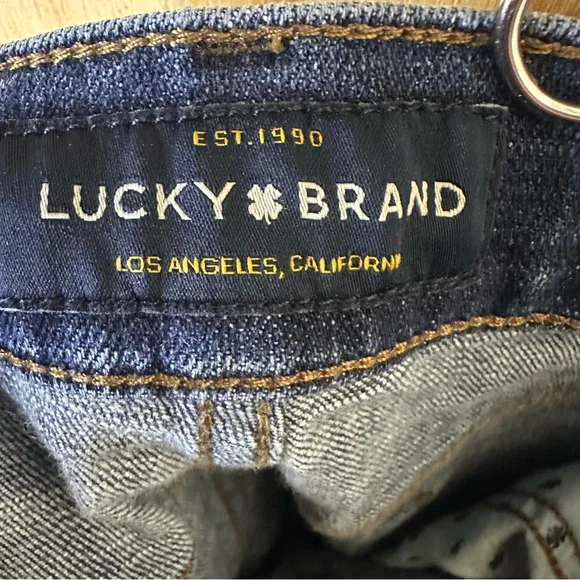 EST.1990
LUCKY BRAND
LOS ANGELES, CALIFORNI